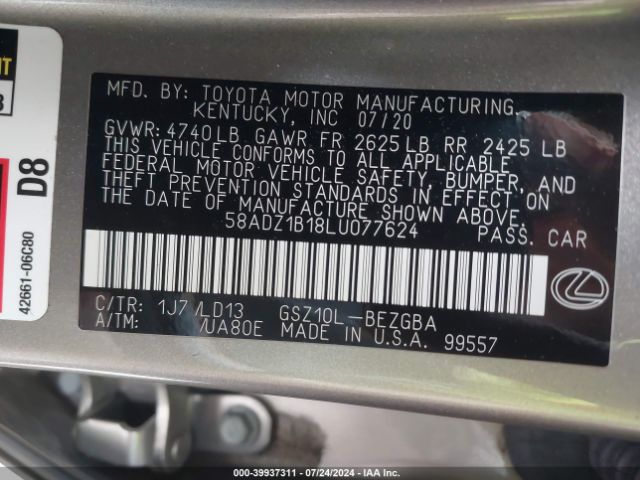 MFD. BY: TOYOTA MOTOR MANUFACTURING,
KENTUCKY, INC 07/20
GVWR: 4740LB GAWR FR 2625LB RR 2425 LB
THIS VEHICLE CONFORMS TO ALL APPLICABLE
FEDERAL MOTOR VEHICLE SAFETY, BUMPER, AND
THEFT PREVENTION STANDARDS IN EFFECT ON
THE DATE OF MANUFACTURE SHOWN ABOVE.
58ADZ1B18LU077624 PASS. CAR
C/TR: 1J7 /LD13 GSZ10L-BEZGBA
A/TM: /UA80E MADE IN U.S.A. 99557
D8
42661-06C80
000-39937311 - 07/24/2024 - IAA Inc.